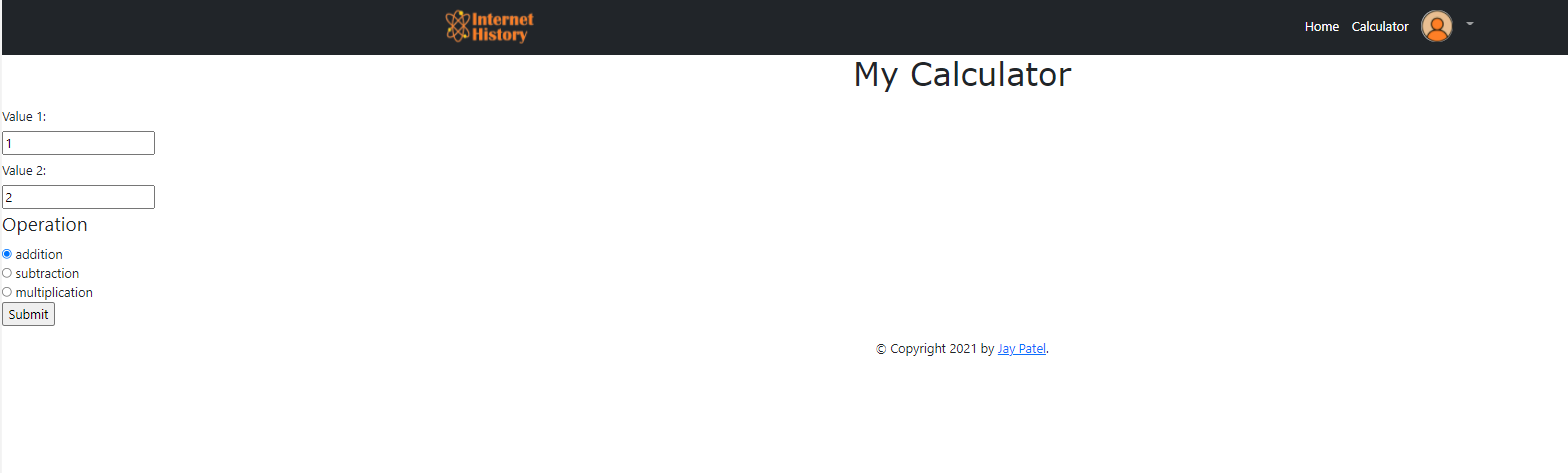 Internet
History
Home Calculator
My Calculator
Value 1:
1
Value 2:
2
Operation
addition
subtraction
multiplication
Submit
© Copyright 2021 by Jay Patel.